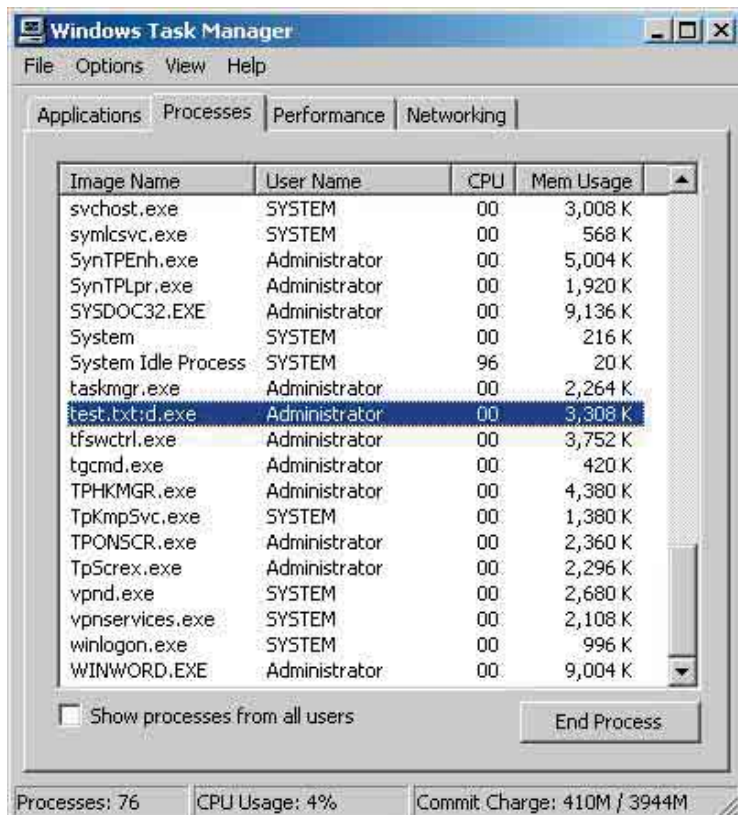 Windows Task Manager
File Options View Help
Applications Processes Performance Networking
Image Name User Name CPU Mem Usage
svchost.exe SYSTEM 00 3,008 K
symlcsvc.exe SYSTEM 00 568 K
SynTPEnh.exe Administrator 00 5,004 K
SynTPLpr.exe Administrator 00 1,920 K
SYSDOC32.EXE Administrator 00 9,136 K
System SYSTEM 00 216 K
System Idle Process SYSTEM 96 20 K
taskmgr.exe Administrator 00 2,264 K
test.txt:d.exe Administrator 00 3,308 K
tfswctrl.exe Administrator 00 3,752 K
tgcmd.exe Administrator 00 420 K
TPHKMGR.exe Administrator 00 4,380 K
TpKmpSvc.exe SYSTEM 00 1,380 K
TPONSCR.exe Administrator 00 2,360 K
TpScrex.exe Administrator 00 2,296 K
vpnd.exe SYSTEM 00 2,680 K
vpnservices.exe SYSTEM 00 2,108 K
winlogon.exe SYSTEM 00 996 K
WINWORD.EXE Administrator 00 9,004 K
Show processes from all users
End Process
Processes: 76 CPU Usage: 4% Commit Charge: 410M / 3944M